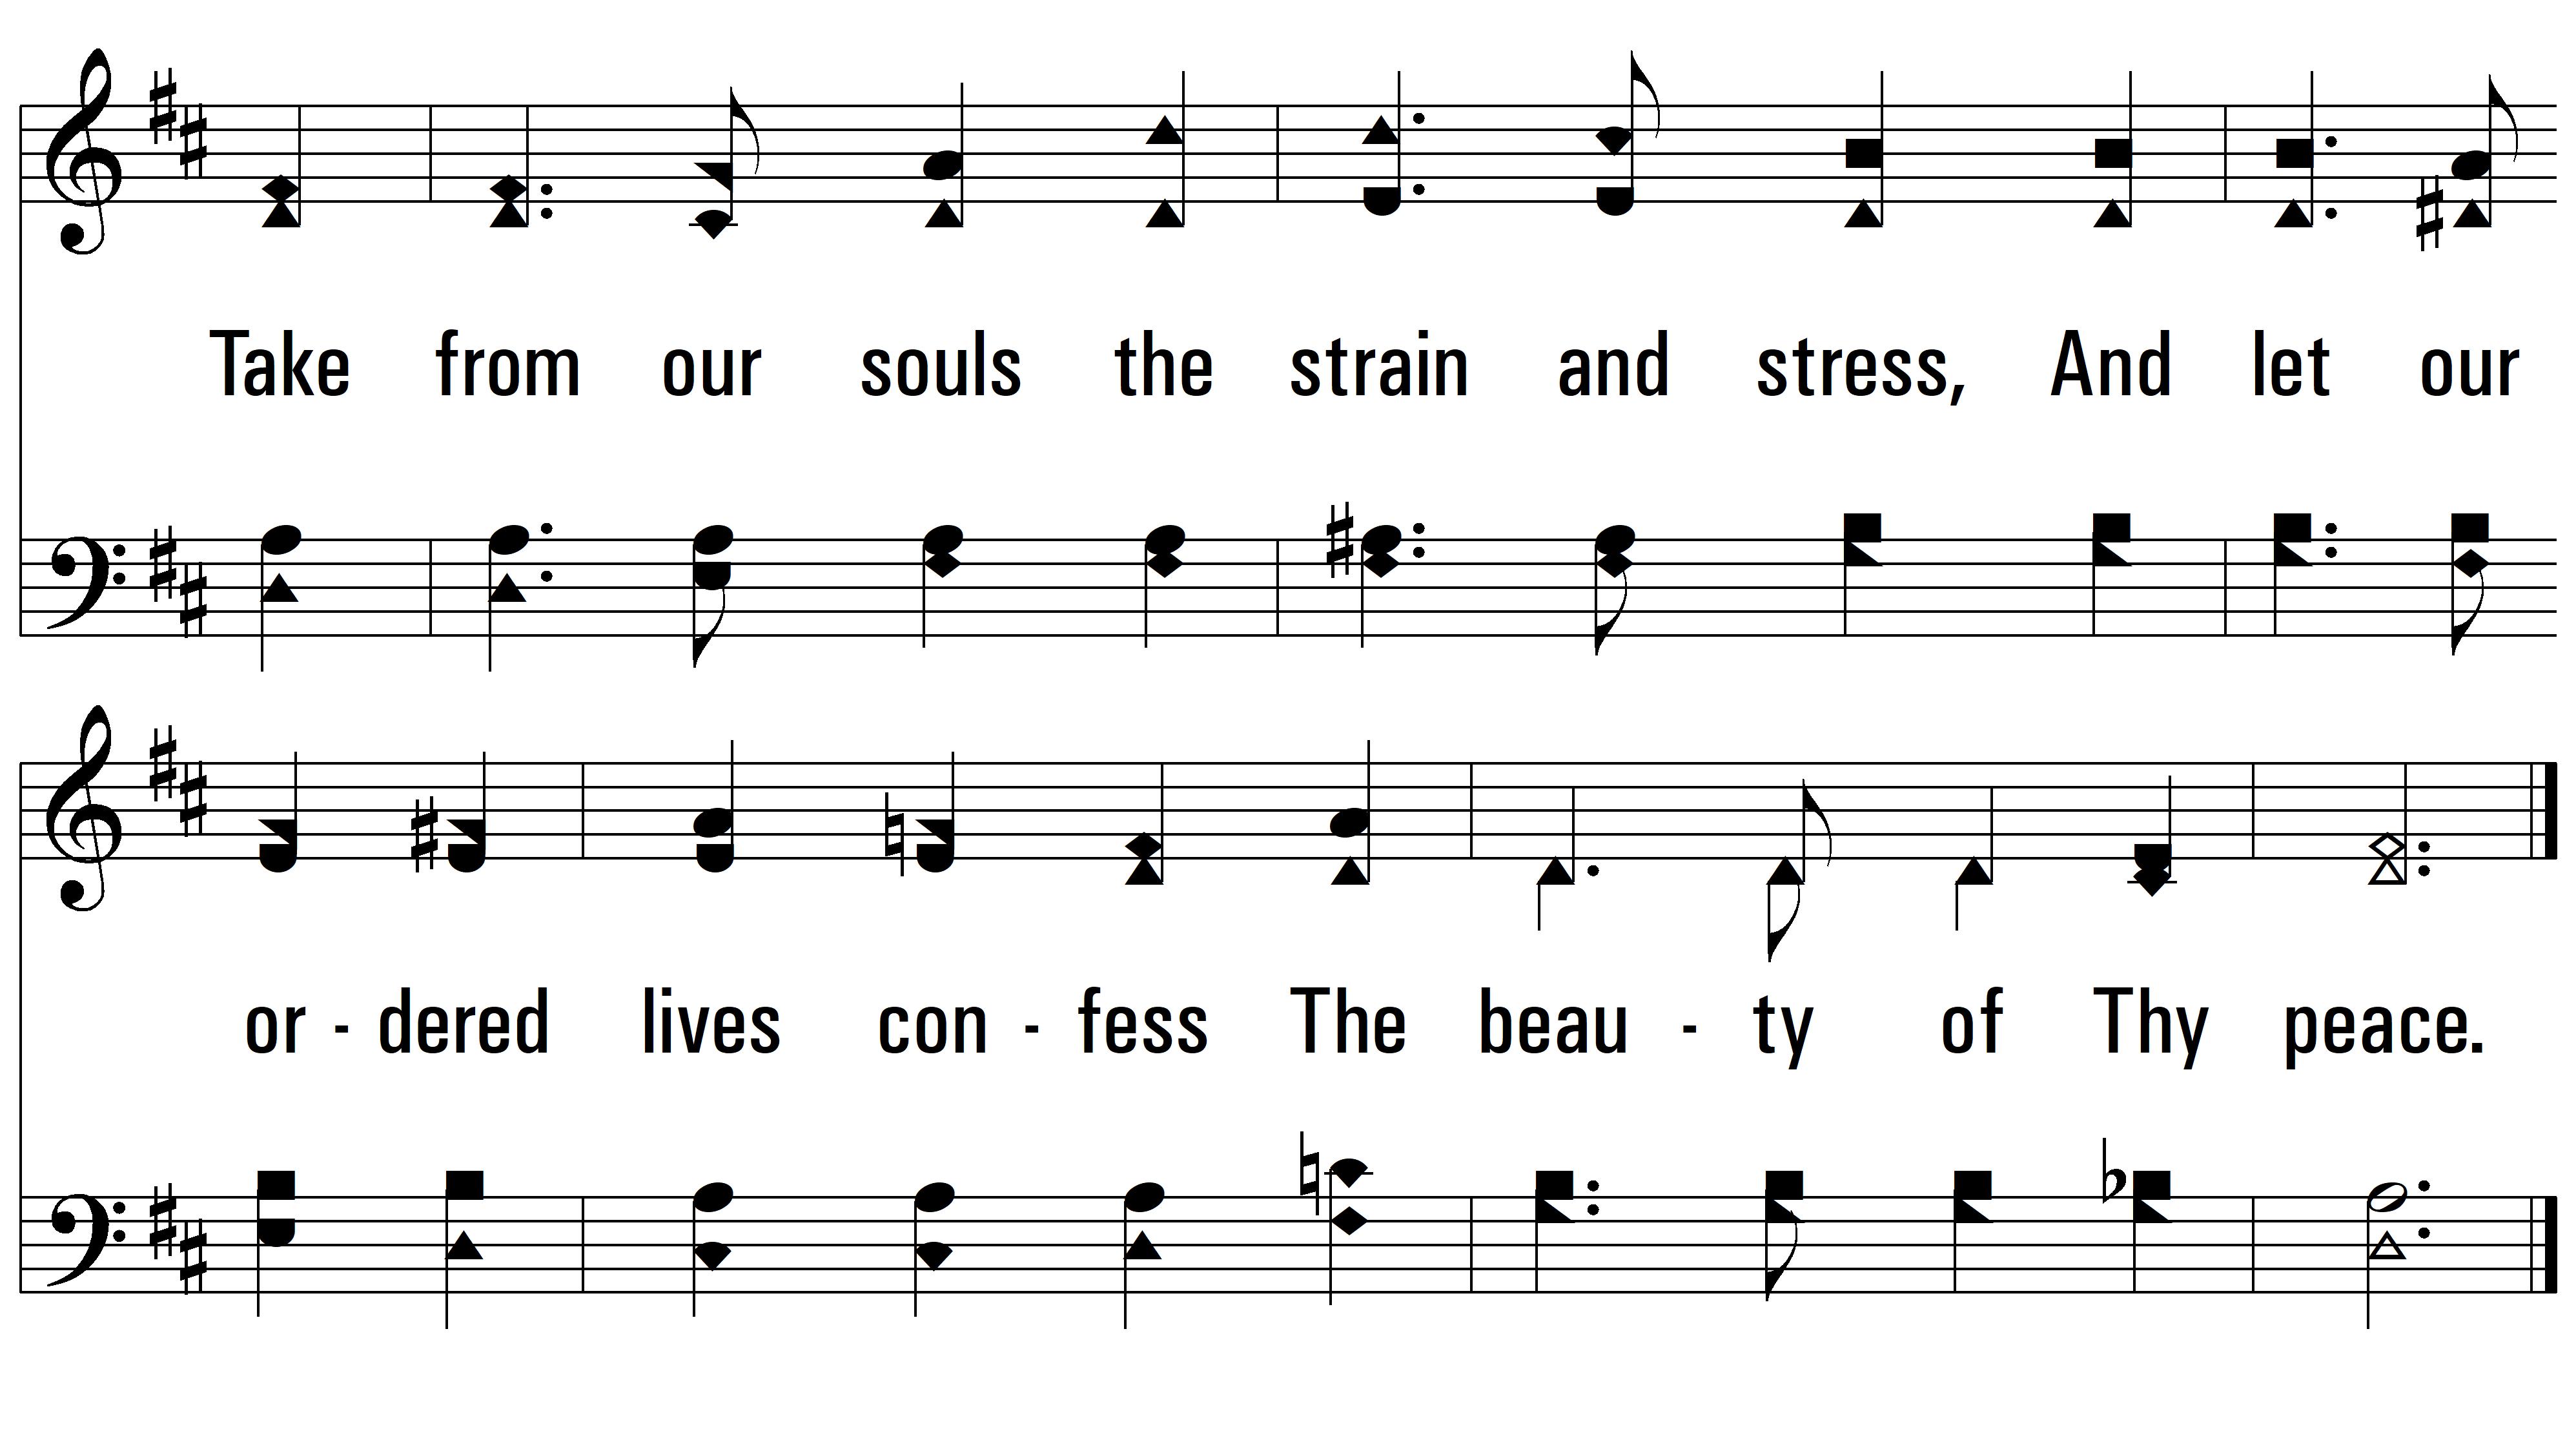 Take from our souls the strain and stress, And let our
or - dered lives con - fess The beau - ty of Thy peace.